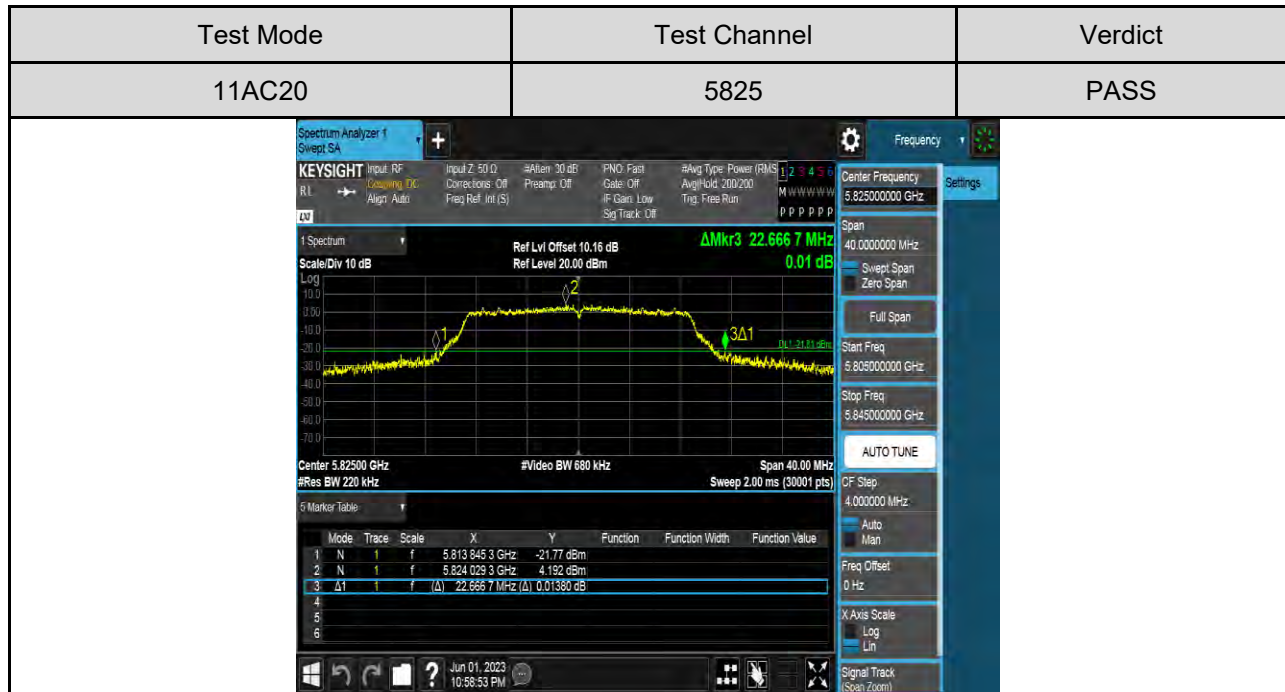 Test Mode Test Channel Verdict
11AC20 5825 PASS
Spectrum Analyzer 1
Swept SA
+
Frequency
KEYSIGHT Input: RF Input Z: 50 Ω #Atten: 30 dB PNO: Fast #Avg Type: Power (RMS 1 2 3 4 5 6
RL Coupling: DC Corrections: Off Preamp: Off Gate: Off Avg|Hold: 200/200 M W W W W W
Align: Auto Freq Ref: Int (S) IF Gain: Low Trig: Free Run
LXI Sig Track: Off P P P P P P
Center Frequency
5.825000000 GHz
Settings
1 Spectrum Ref Lvl Offset 10.16 dB ΔMkr3 22.666 7 MHz
Scale/Div 10 dB Ref Level 20.00 dBm 0.01 dB
Log
10.0
0.00
-10.0
-20.0
-30.0
-40.0
-50.0
-60.0
-70.0
1
2
3Δ1
DL1 -21.81 dBm
Center 5.82500 GHz #Video BW 680 kHz Span 40.00 MHz
#Res BW 220 kHz Sweep 2.00 ms (30001 pts)
5 Marker Table
Mode Trace Scale X Y Function Function Width Function Value
1 N 1 f 5.813 845 3 GHz -21.77 dBm
2 N 1 f 5.824 029 3 GHz 4.192 dBm
3 Δ1 1 f (Δ) 22.666 7 MHz (Δ) 0.01380 dB
4
5
6
Span
40.0000000 MHz
Swept Span
Zero Span
Full Span
Start Freq
5.805000000 GHz
Stop Freq
5.845000000 GHz
AUTO TUNE
CF Step
4.000000 MHz
Auto
Man
Freq Offset
0 Hz
X Axis Scale
Log
Lin
Signal Track
(Span Zoom)
? Jun 01, 2023
10:58:53 PM